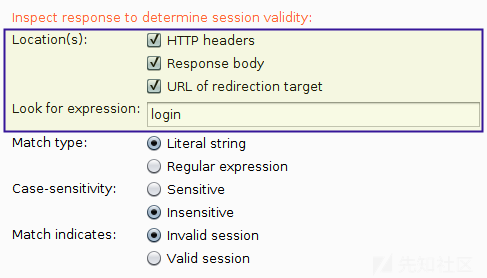 Inspect response to determine session validity:
Location(s): HTTP headers
Response body
URL of redirection target
Look for expression: login
Match type: Literal string
Regular expression
Case-sensitivity: Sensitive
Insensitive
Match indicates: Invalid session
Valid session
先知社区